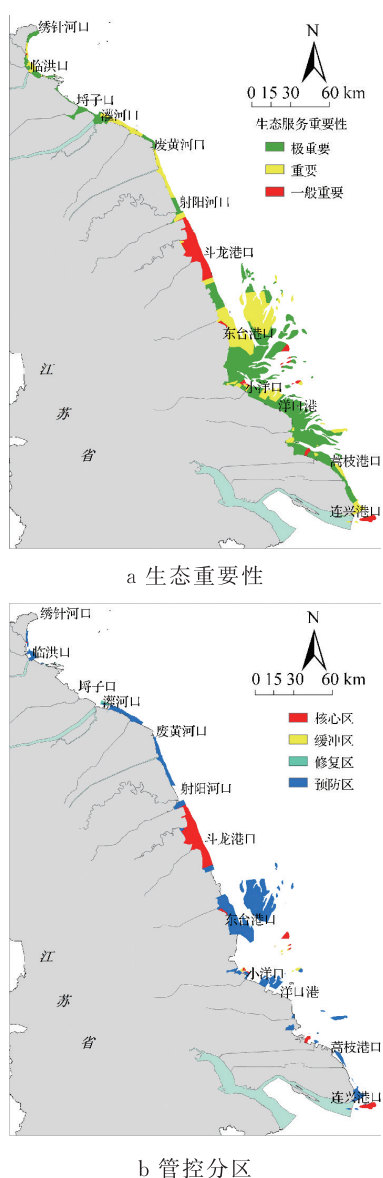 绣针河口
N
临洪口
0 15 30 60 km
埒子口
灌河口
生态服务重要性
废黄河口
极重要
重要
射阳河口
一般重要
斗龙港口
东台港口
小洋口
江
洋口港
苏
蒿枝港口
省
连兴港口
a 生态重要性
绣针河口
N
临洪口
0 15 30 60 km
埒子口
灌河口
核心区
废黄河口
缓冲区
修复区
射阳河口
预防区
斗龙港口
东台港口
江
小洋口
洋口港
苏
蒿枝港口
省
连兴港口
b 管控分区